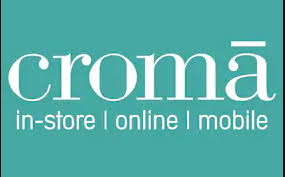 cromā
in-store | online | mobile